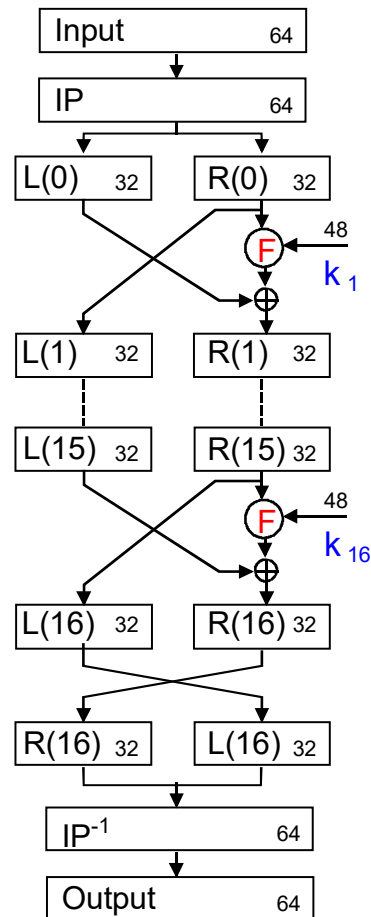 Input 64
IP 64
L(0) 32 R(0) 32
F 48
k 1
L(1) 32 R(1) 32
L(15) 32 R(15) 32
F 48
k 16
L(16) 32 R(16) 32
R(16) 32 L(16) 32
IP-1 64
Output 64